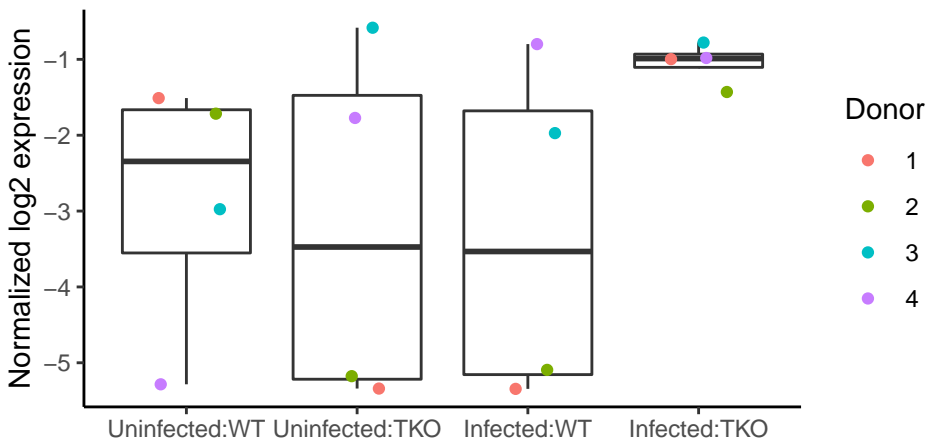 Normalized log2 expression
−1
−2
−3
−4
−5
Uninfected:WT
Uninfected:TKO
Infected:WT
Infected:TKO
Donor
1
2
3
4